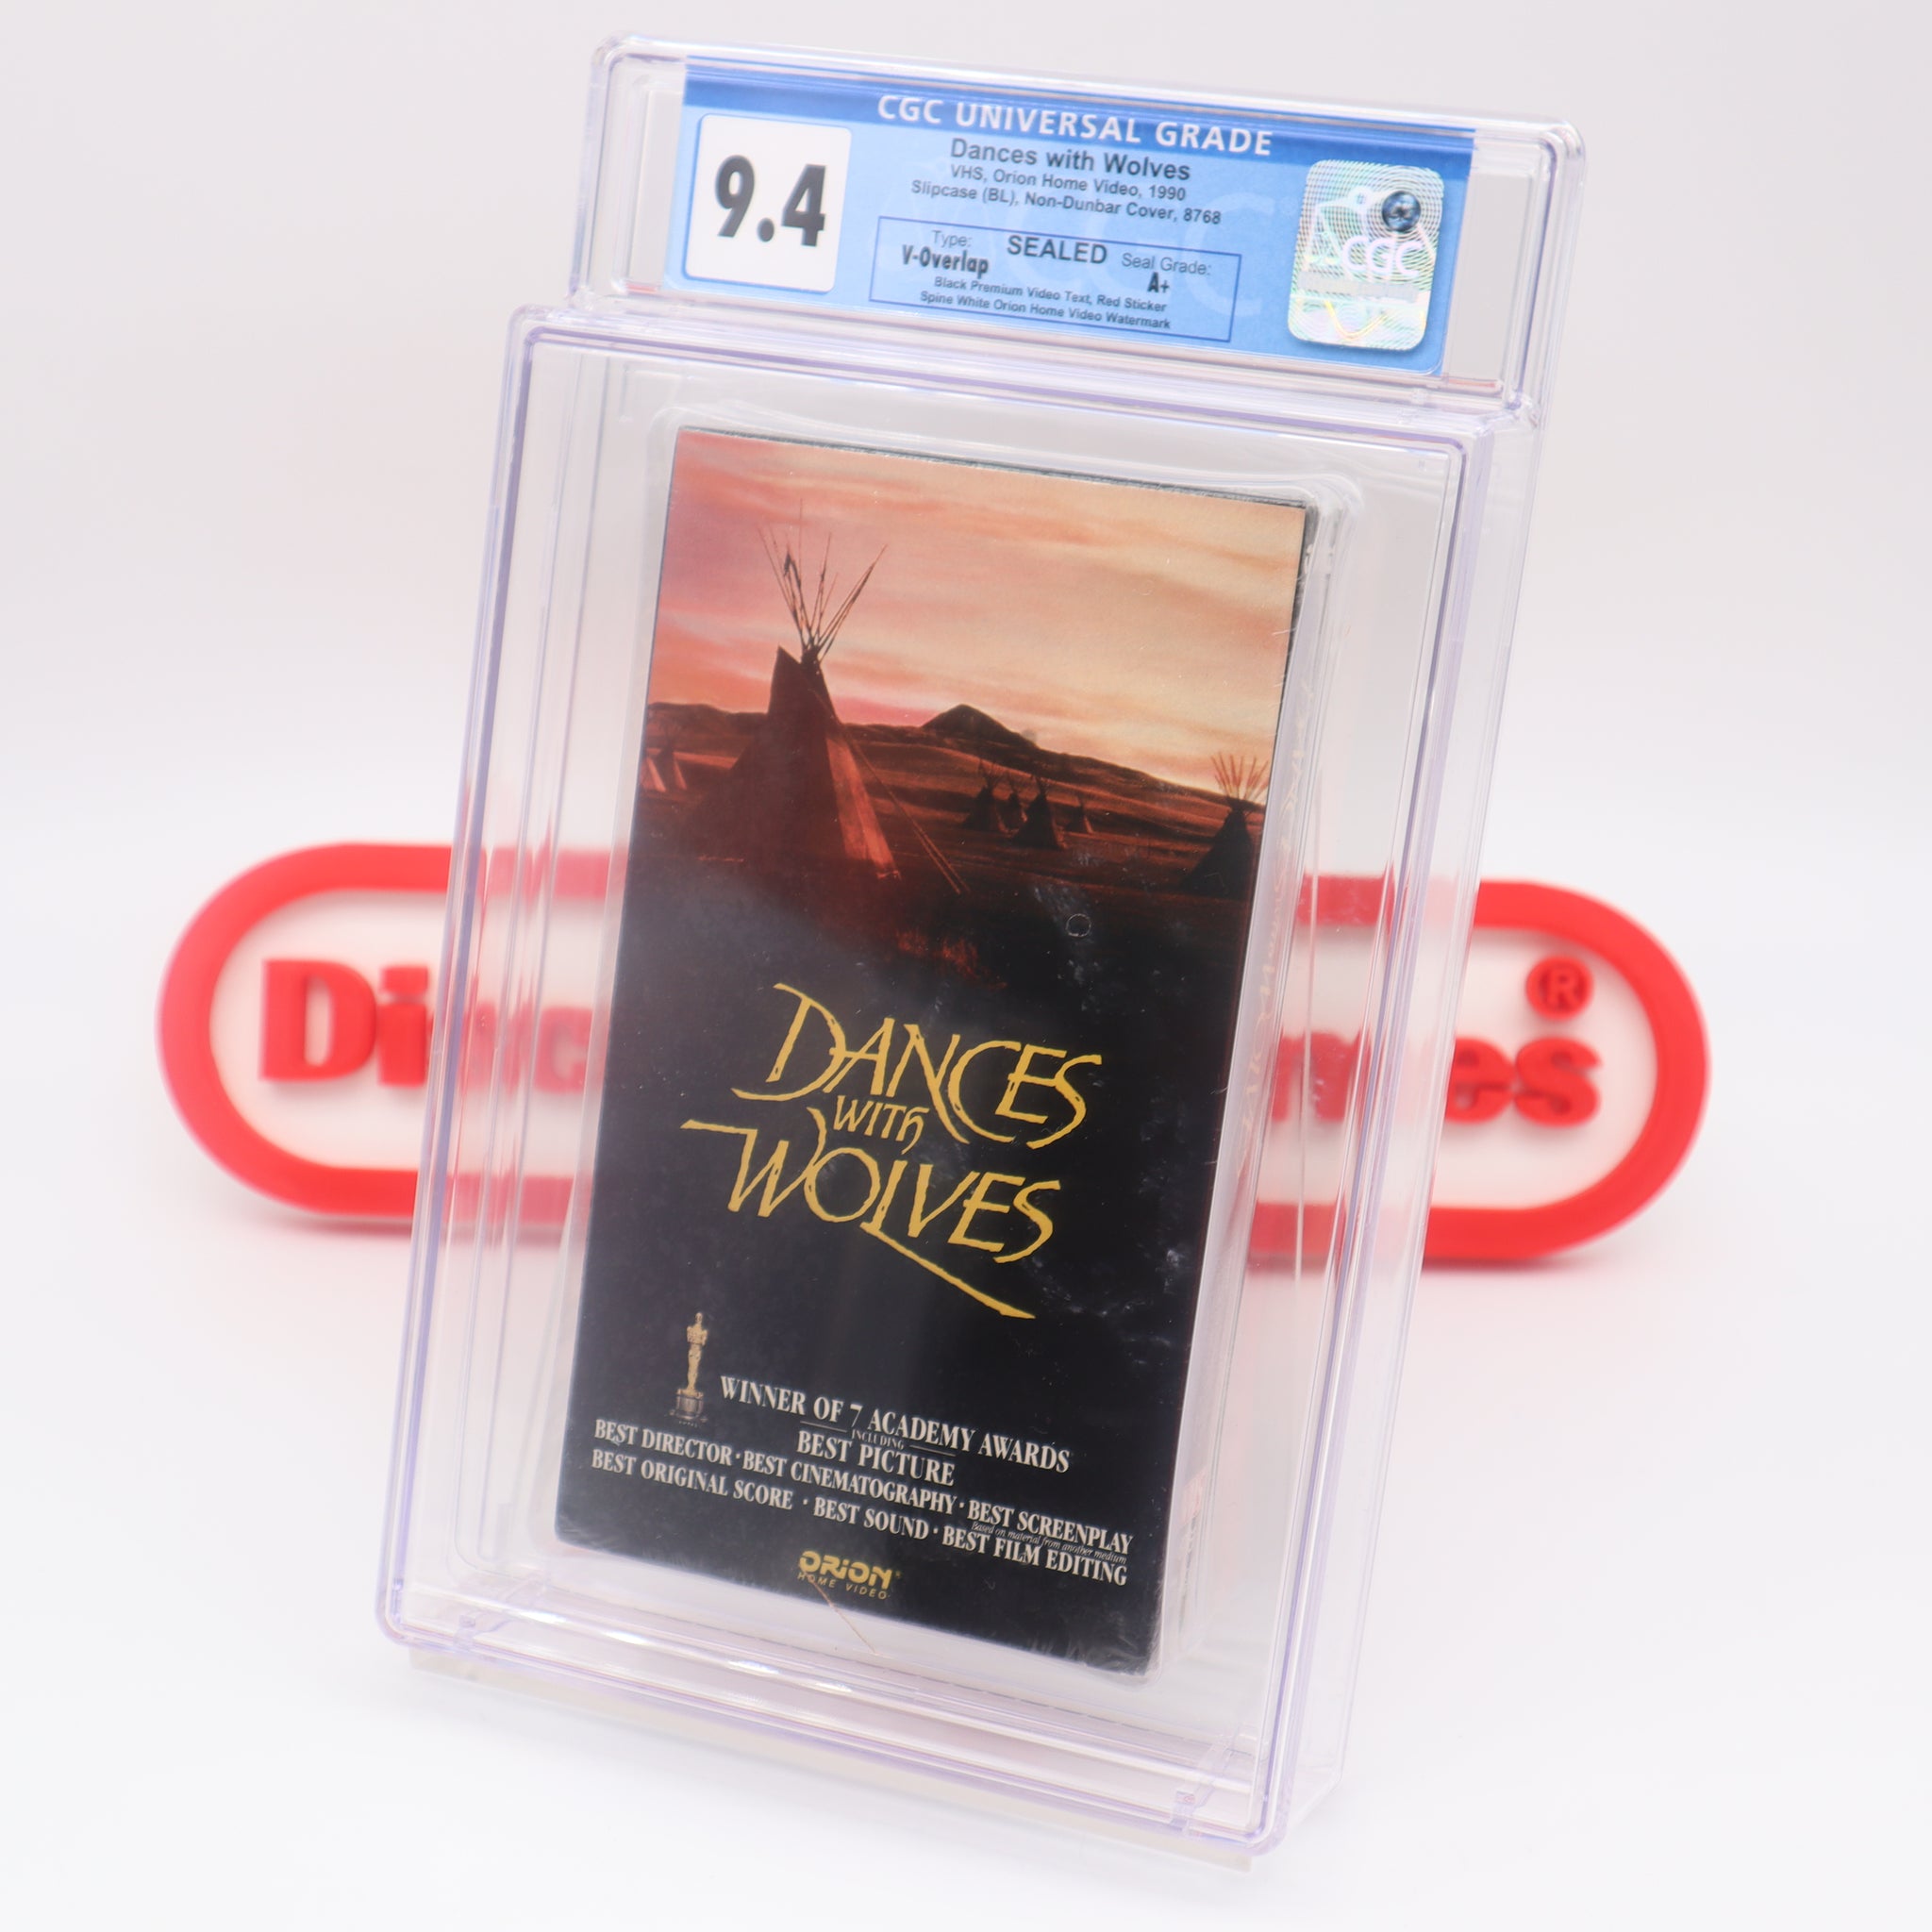 CGC UNIVERSAL GRADE
9.4
Dances with Wolves
VHS, Orion Home Video, 1990
Slipcase (BL), Non-Dunbar Cover, 8768
Type: SEALED Seal Grade:
V-Overlap A+
Black Premium Video Text, Red Sticker
Spine White Orion Home Video Watermark
CGC
DANCES
WITH
WOLVES
WINNER OF 7 ACADEMY AWARDS
INCLUDING
BEST PICTURE
BEST DIRECTOR · BEST CINEMATOGRAPHY · BEST SCREENPLAY
Based on material from another medium
BEST ORIGINAL SCORE · BEST SOUND · BEST FILM EDITING
ORION®
HOME VIDEO
®